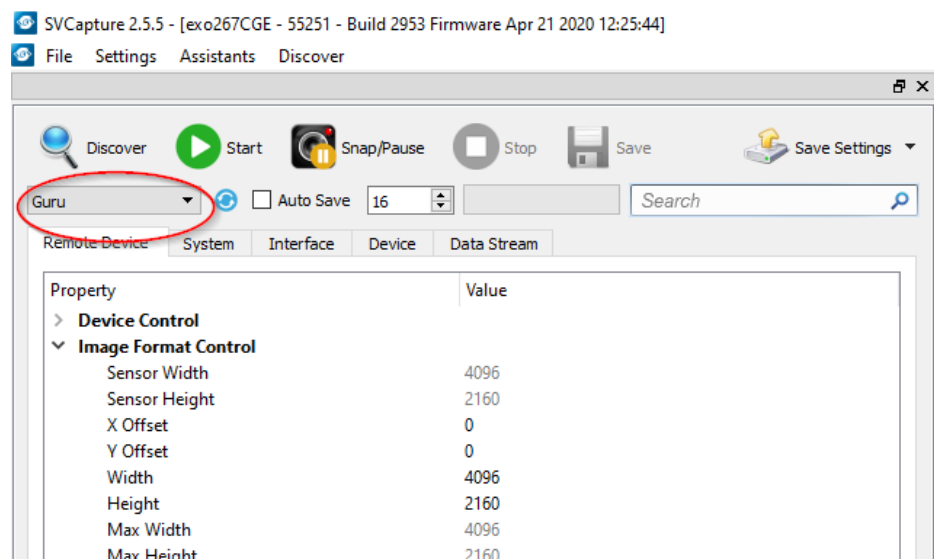 SVCapture 2.5.5 - [exo267CGE - 55251 - Build 2953 Firmware Apr 21 2020 12:25:44]
File Settings Assistants Discover
Discover Start Snap/Pause Stop Save Save Settings
Guru Auto Save 16 Search
Remote Device System Interface Device Data Stream
Property Value
Device Control
Image Format Control
Sensor Width 4096
Sensor Height 2160
X Offset 0
Y Offset 0
Width 4096
Height 2160
Max Width 4096
Max Height 2160